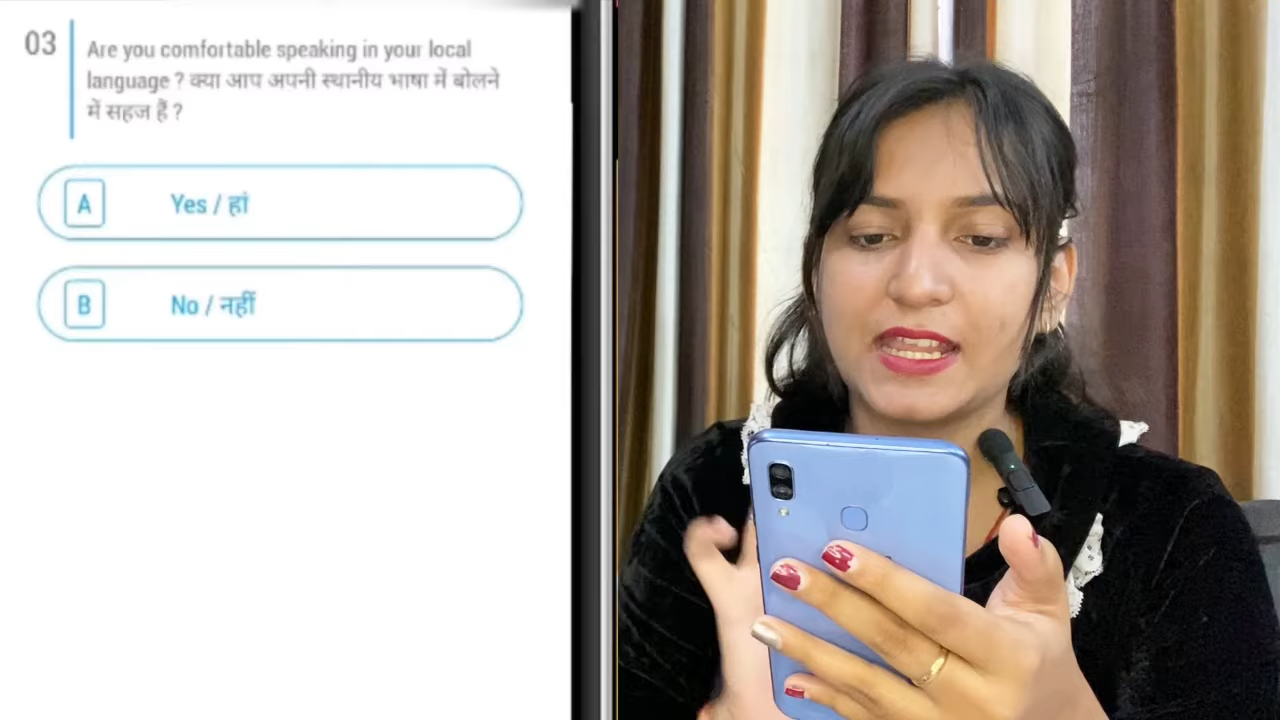 03
Are you comfortable speaking in your local
language ? क्या आप अपनी स्थानीय भाषा में बोलने
में सहज हैं ?
A Yes / हां
B No / नहीं